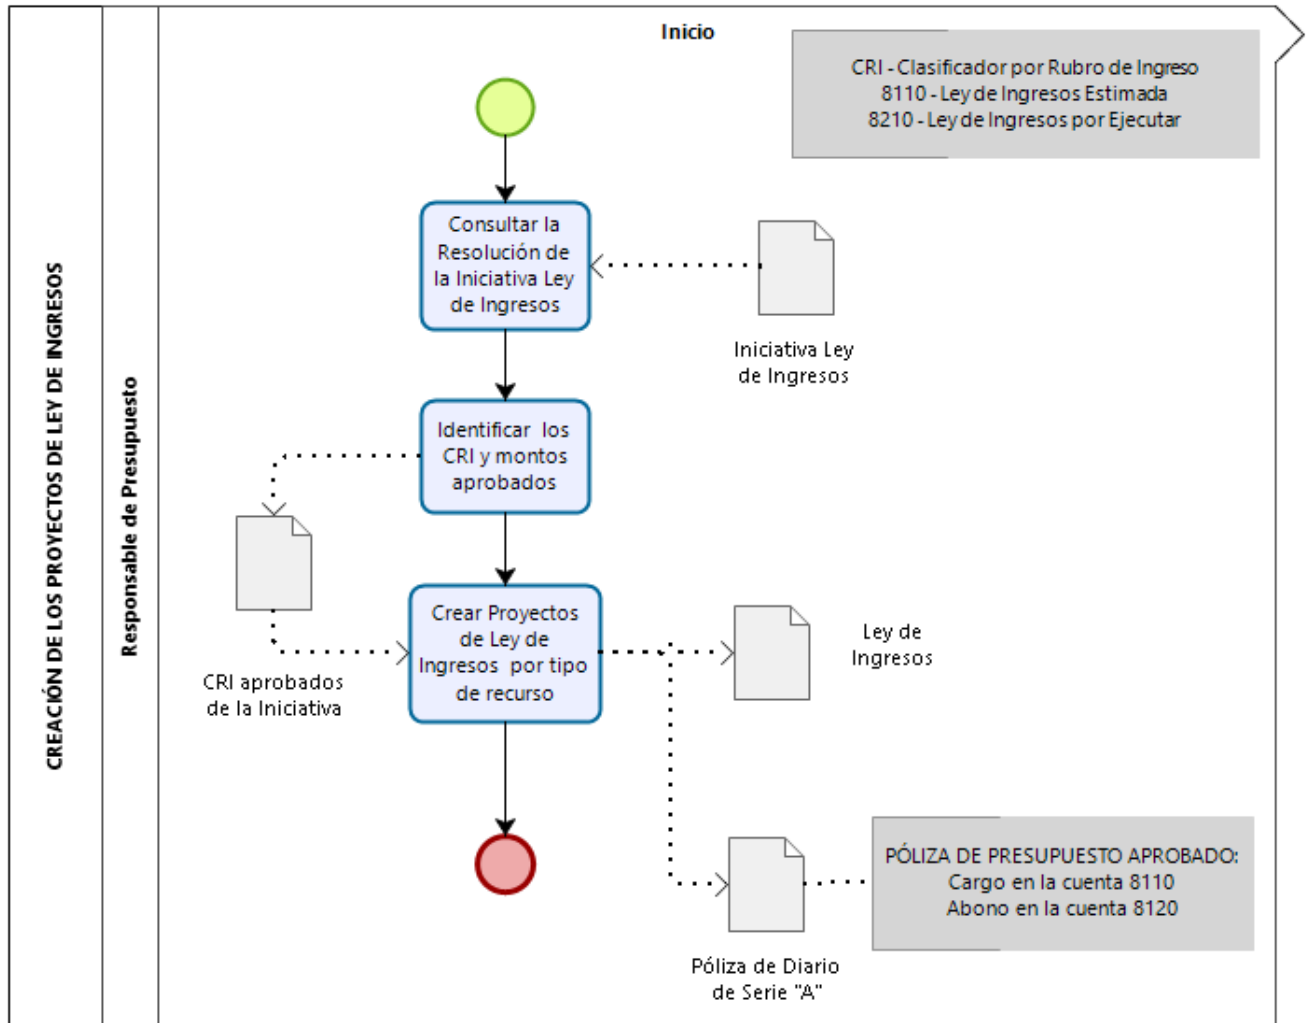 CREACIÓN DE LOS PROYECTOS DE LEY DE INGRESOS
Responsable de Presupuesto
Inicio
CRI - Clasificador por Rubro de Ingreso
8110 - Ley de Ingresos Estimada
8210 - Ley de Ingresos por Ejecutar
Consultar la
Resolución de
la Iniciativa Ley
de Ingresos
Iniciativa Ley
de Ingresos
Identificar los
CRI y montos
aprobados
CRI aprobados
de la Iniciativa
Crear Proyectos
de Ley de
Ingresos por tipo
de recurso
Ley de
Ingresos
PÓLIZA DE PRESUPUESTO APROBADO:
Cargo en la cuenta 8110
Abono en la cuenta 8120
Póliza de Diario
de Serie "A"